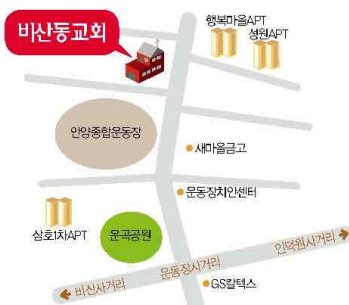 비산동교회
행복마을APT
성원APT
안양종합운동장
새마을금고
운동장치안센터
삼호1차APT
운곡공원
비산사거리
운동장사거리
인덕원사거리
GS칼텍스